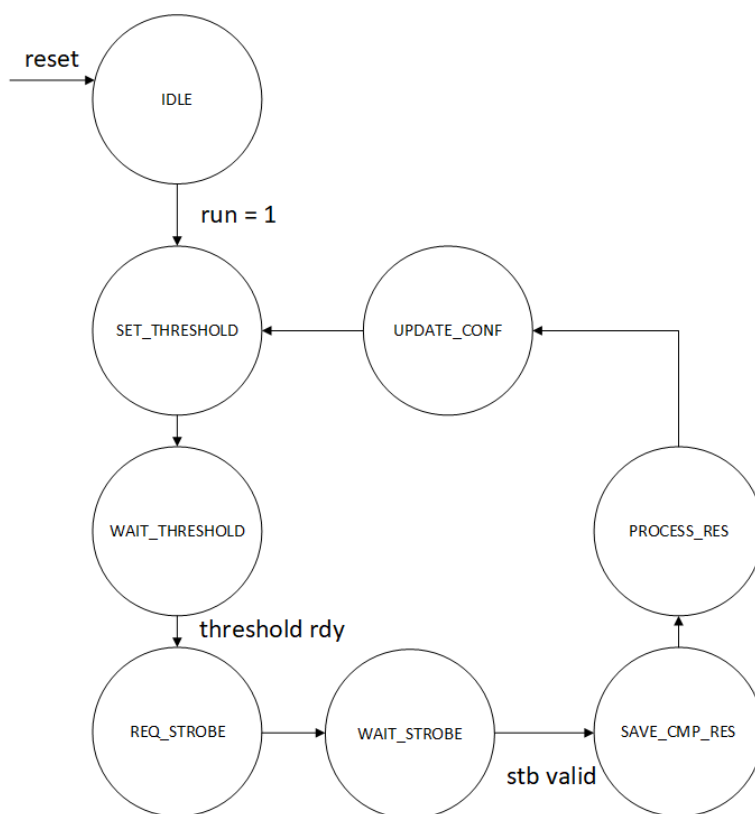 reset
IDLE
run = 1
SET_THRESHOLD
UPDATE_CONF
WAIT_THRESHOLD
PROCESS_RES
threshold rdy
REQ_STROBE
WAIT_STROBE
SAVE_CMP_RES
stb valid